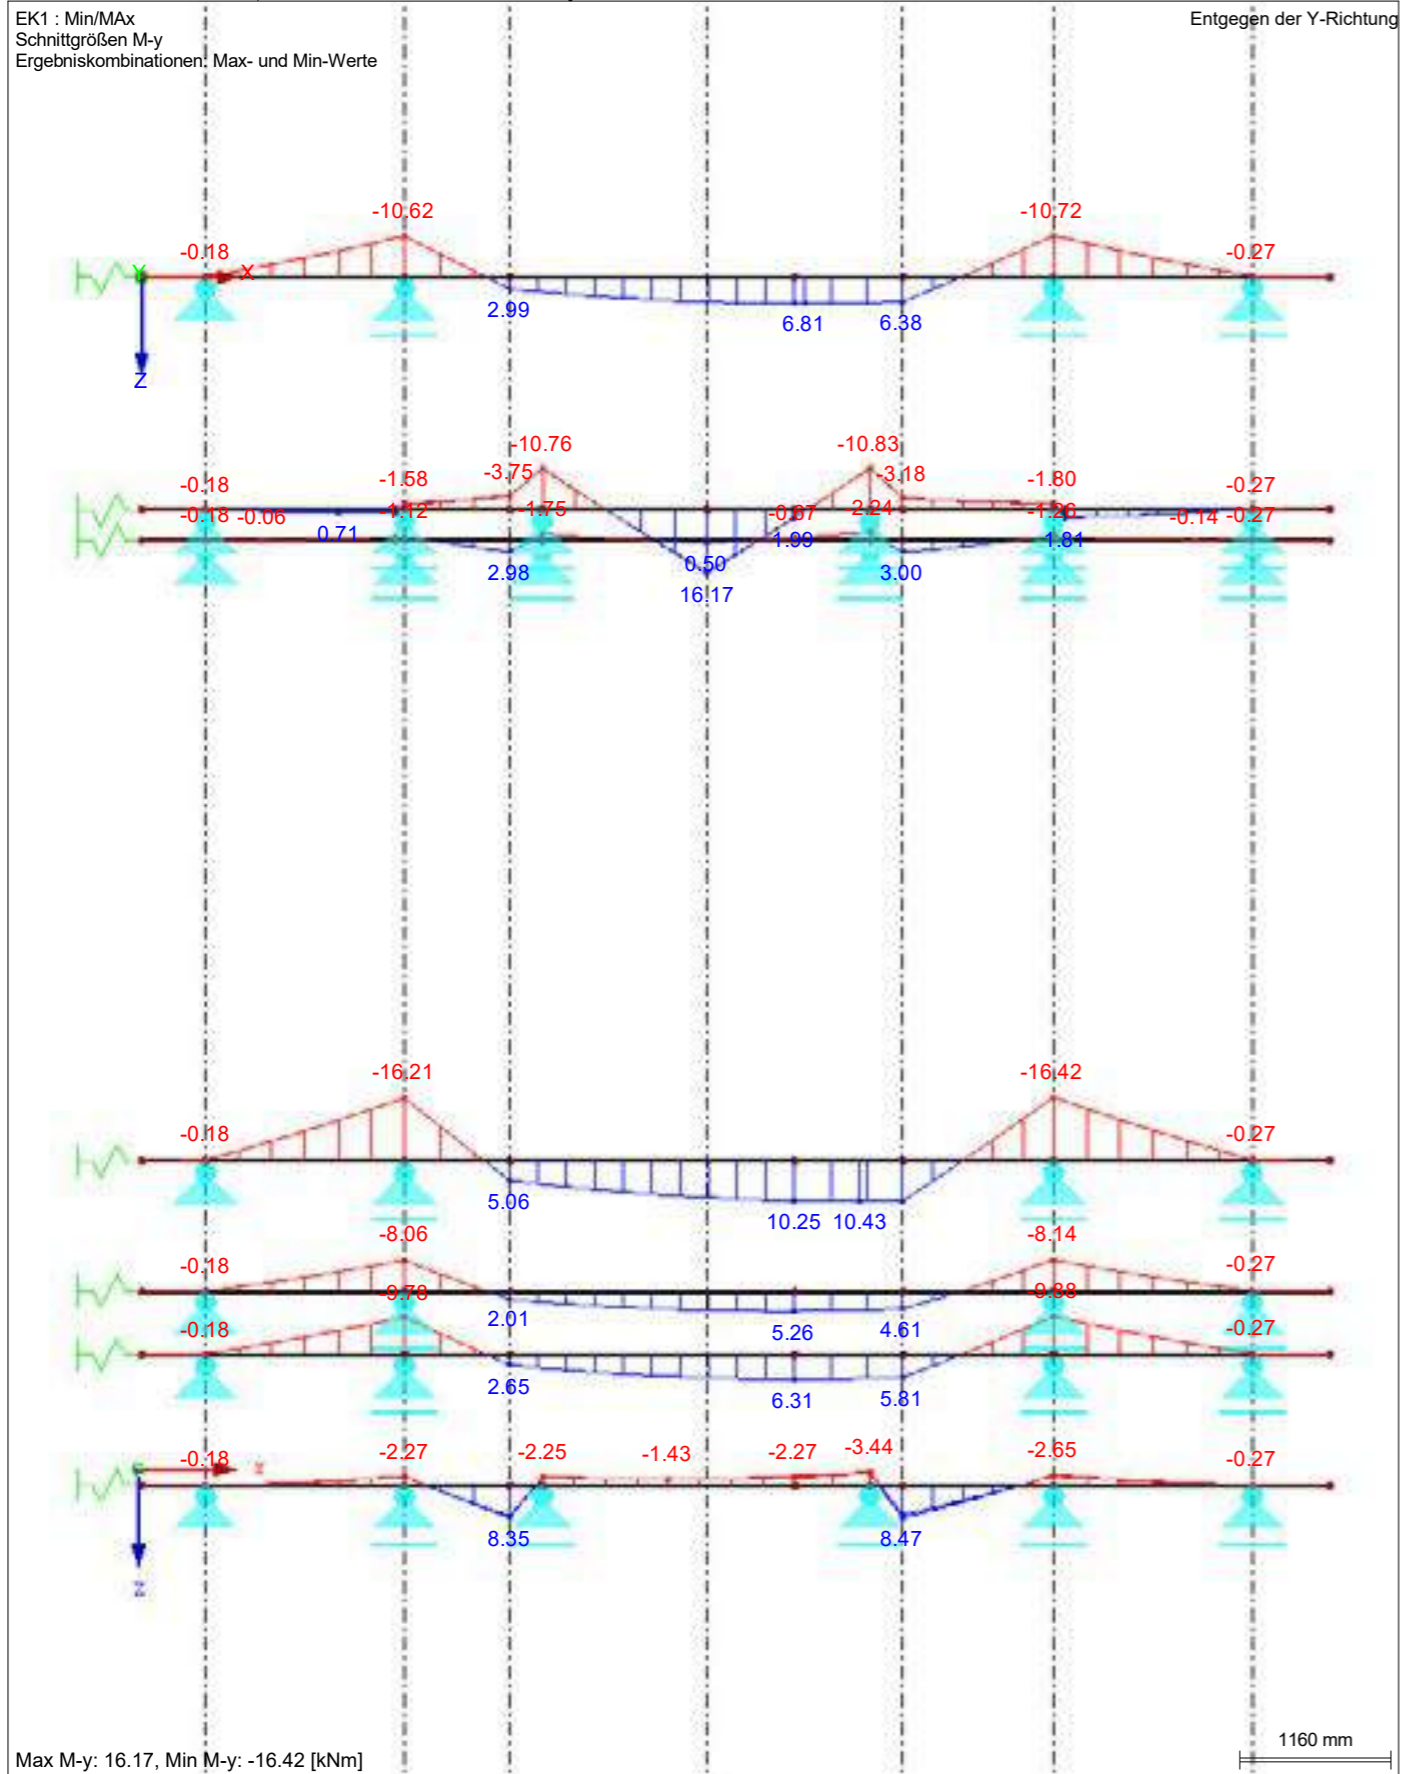 EK1 : Min/MAx
Entgegen der Y-Richtung
Schnittgrößen M-y
Ergebniskombinationen: Max- und Min-Werte
-10.62 -10.72
-0.18 -0.27
Y X
2.99 6.81 6.38
Z
-10.76 -10.83
-0.18 -1.58 -3.75 -3.18 -1.80 -0.27
-0.18 -0.06 -1.12 -1.75 -0.67 -2.24 -1.26 -0.14 -0.27
0.71 1.99 1.81
2.98 0.50 3.00
16.17
-16.21 -16.42
-0.18 -0.27
5.06 10.25 10.43
-8.06 -8.14
-0.18 -0.27
-9.78 -9.88
2.01 5.26 4.61
-0.18 -0.27
2.65 6.31 5.81
-0.18 -2.27 -2.25 -1.43 -2.27 -3.44 -2.65 -0.27
8.35 8.47
z
1160 mm
Max M-y: 16.17, Min M-y: -16.42 [kNm]